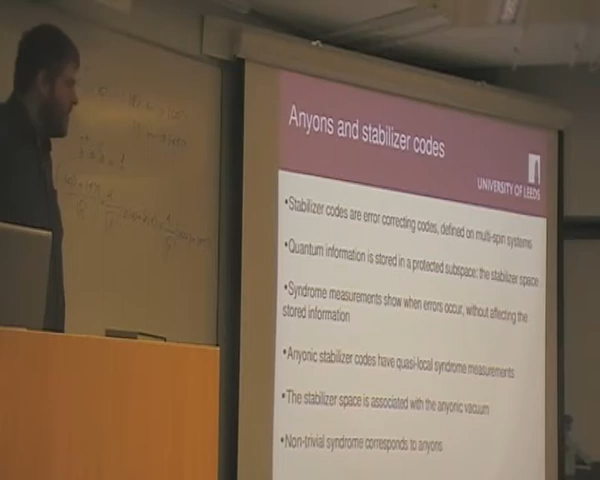 Anyons and stabilizer codes
UNIVERSITY OF LEEDS
•Stabilizer codes are error correcting codes, defined on multi-spin systems
•Quantum information is stored in a protected subspace: the stabilizer space
•Syndrome measurements show when errors occur, without affecting the
stored information
•Anyonic stabilizer codes have quasi-local syndrome measurements
•The stabilizer space is associated with the anyonic vacuum
•Non-trivial syndrome corresponds to anyons